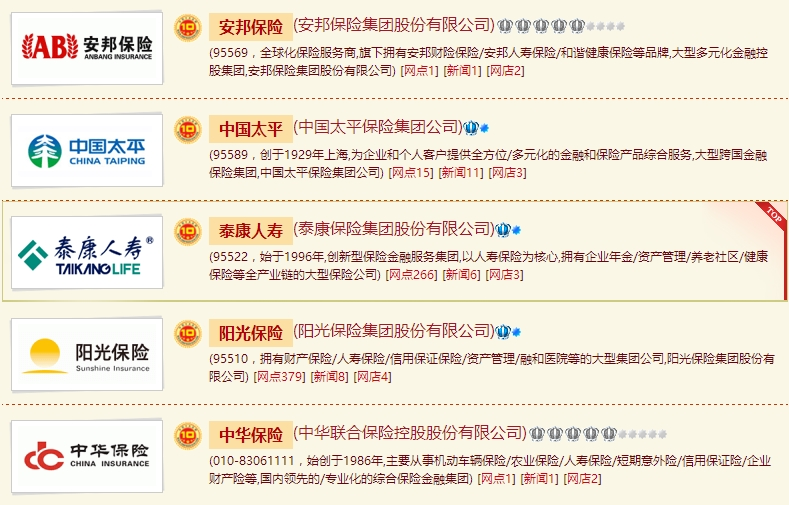 AB 安邦保险
ANBANG INSURANCE
10 安邦保险 (安邦保险集团股份有限公司)
(95569，全球化保险服务商,旗下拥有安邦财险保险/安邦人寿保险/和谐健康保险等品牌,大型多元化金融控
股集团,安邦保险集团股份有限公司) [网点1] [新闻1] [网店2]
中国太平
CHINA TAIPING
10 中国太平 (中国太平保险集团公司)
(95589，创于1929年上海,为企业和个人客户提供全方位/多元化的金融和保险产品综合服务,大型跨国金融
保险集团,中国太平保险集团公司) [网点15] [新闻11] [网店3]
TOP
泰康人寿®
TAIKANGLIFE
10 泰康人寿 (泰康保险集团股份有限公司)
(95522，始于1996年,创新型保险金融服务集团,以人寿保险为核心,拥有企业年金/资产管理/养老社区/健康
保险等全产业链的大型保险公司) [网点266] [新闻6] [网店3]
阳光保险
Sunshine Insurance
10 阳光保险 (阳光保险集团股份有限公司)
(95510，拥有财产保险/人寿保险/信用保证保险/资产管理/融和医院等的大型集团公司,阳光保险集团股份有
限公司) [网点379] [新闻8] [网店4]
中华保险
CHINA INSURANCE
10 中华保险 (中华联合保险控股股份有限公司)
(010-83061111，始创于1986年,主要从事机动车辆保险/农业保险/人寿保险/短期意外险/信用保证险/企业
财产险等,国内领先的/专业化的综合保险金融集团) [网点1] [新闻1] [网店2]